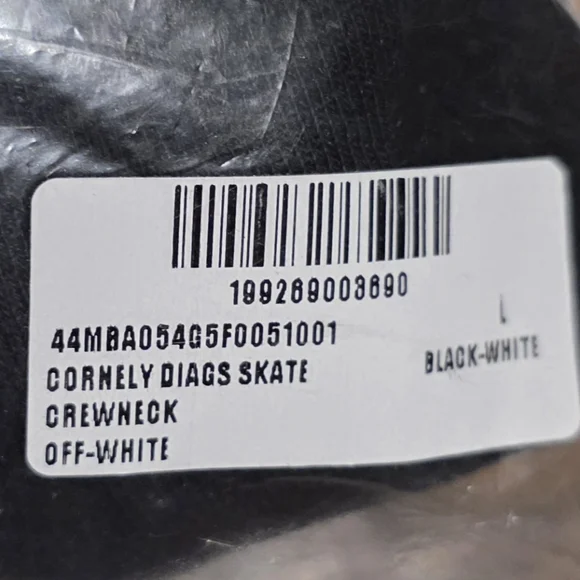 199269003690
44MBA054G5F0051001
L
BLACK-WHITE
CORNELY DIAGS SKATE
CREWNECK
OFF-WHITE